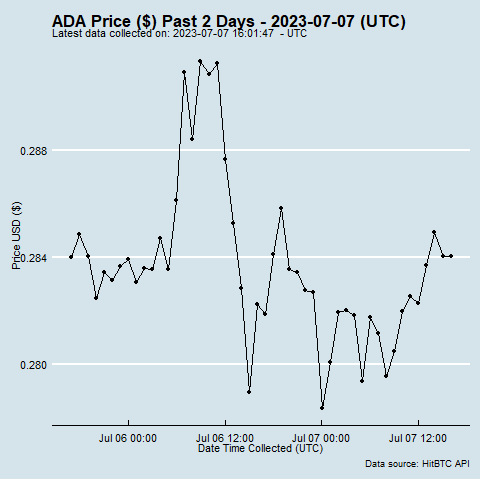 ADA Price ($) Past 2 Days - 2023-07-07 (UTC)
Latest data collected on: 2023-07-07 16:01:47 - UTC
0.288
0.284
0.280
Price USD ($)
Jul 06 00:00 Jul 06 12:00 Jul 07 00:00 Jul 07 12:00
Date Time Collected (UTC)
Data source: HitBTC API